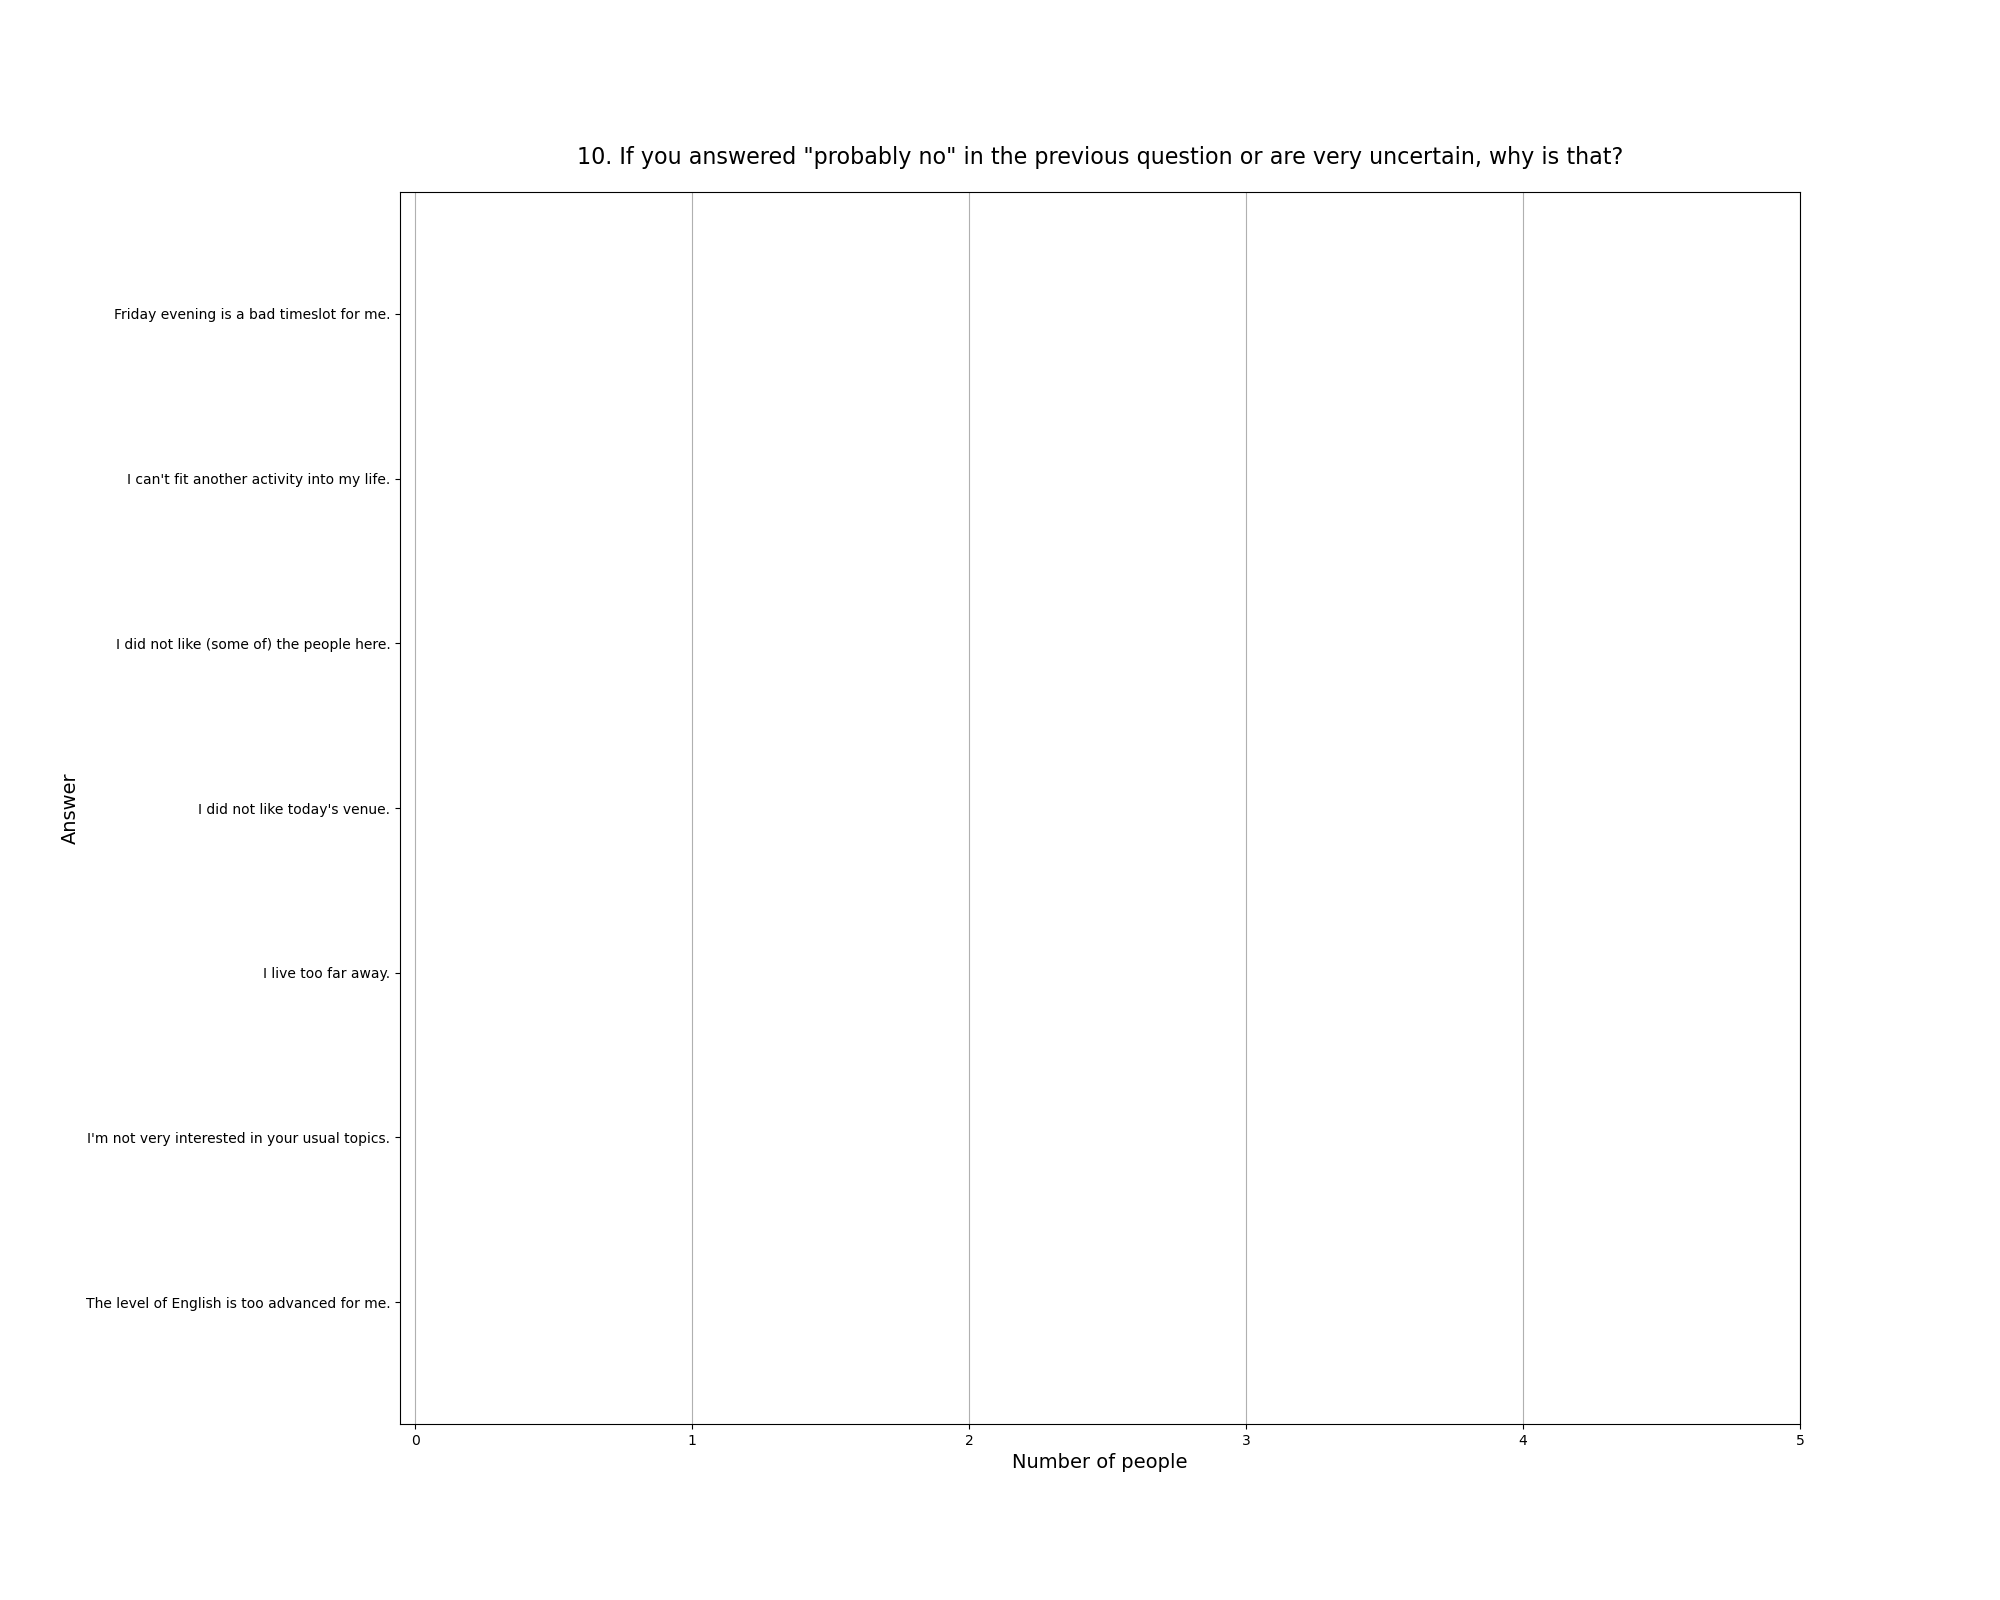 10. If you answered "probably no" in the previous question or are very uncertain, why is that?
Friday evening is a bad timeslot for me.
I can't fit another activity into my life.
I did not like (some of) the people here.
I did not like today's venue.
I live too far away.
I'm not very interested in your usual topics.
The level of English is too advanced for me.
Answer
0 1 2 3 4 5
Number of people